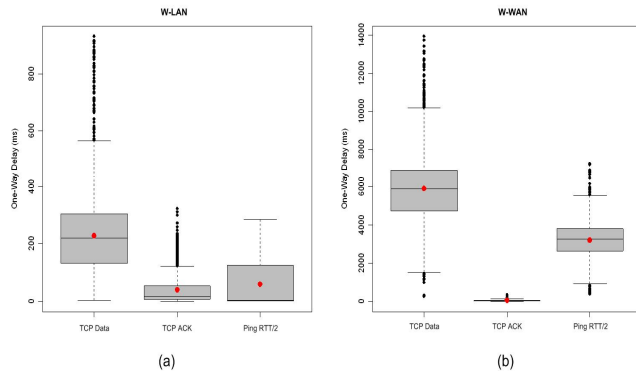 W-LAN
One-Way Delay (ms)
0
200
400
600
800
TCP Data
TCP ACK
Ping RTT/2
(a)
W-WAN
One-Way Delay (ms)
0
2000
4000
6000
8000
10000
12000
14000
TCP Data
TCP ACK
Ping RTT/2
(b)